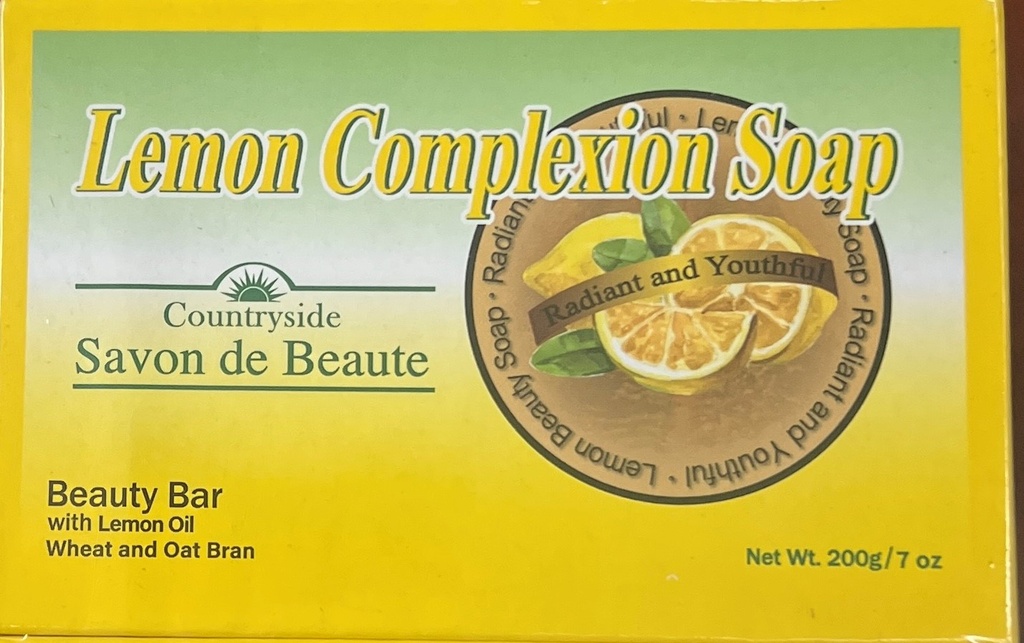 Lemon Complexion Soap
Countryside
Savon de Beaute
Radiant and Youthful
Lemon Beauty Soap · Radiant and Youthful ·
Beauty Bar
with Lemon Oil
Wheat and Oat Bran
Net Wt. 200g/7 oz